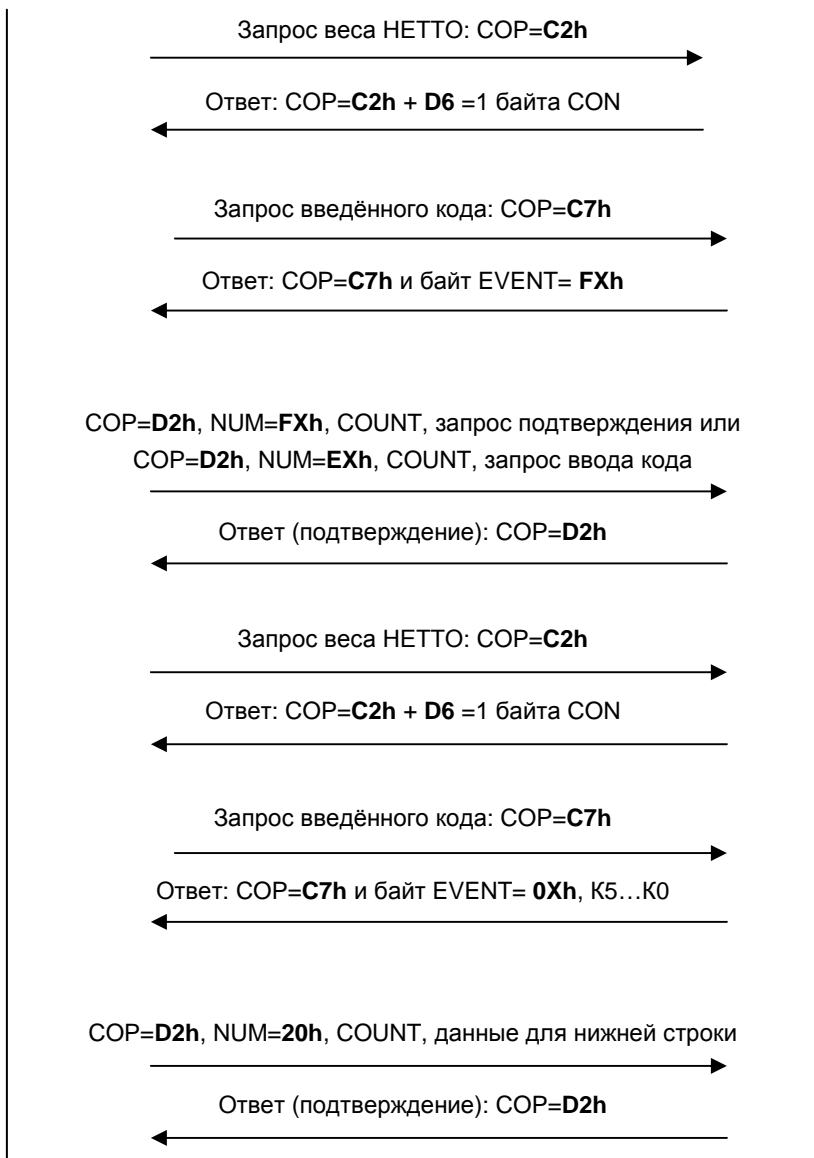 Запрос веса НЕТТО: COP=C2h
Ответ: COP=C2h + D6 =1 байта CON
Запрос введённого кода: COP=C7h
Ответ: COP=C7h и байт EVENT= FXh
COP=D2h, NUM=FXh, COUNT, запрос подтверждения или
COP=D2h, NUM=EXh, COUNT, запрос ввода кода
Ответ (подтверждение): COP=D2h
Запрос веса НЕТТО: COP=C2h
Ответ: COP=C2h + D6 =1 байта CON
Запрос введённого кода: COP=C7h
Ответ: COP=C7h и байт EVENT= 0Xh, К5…К0
COP=D2h, NUM=20h, COUNT, данные для нижней строки
Ответ (подтверждение): COP=D2h